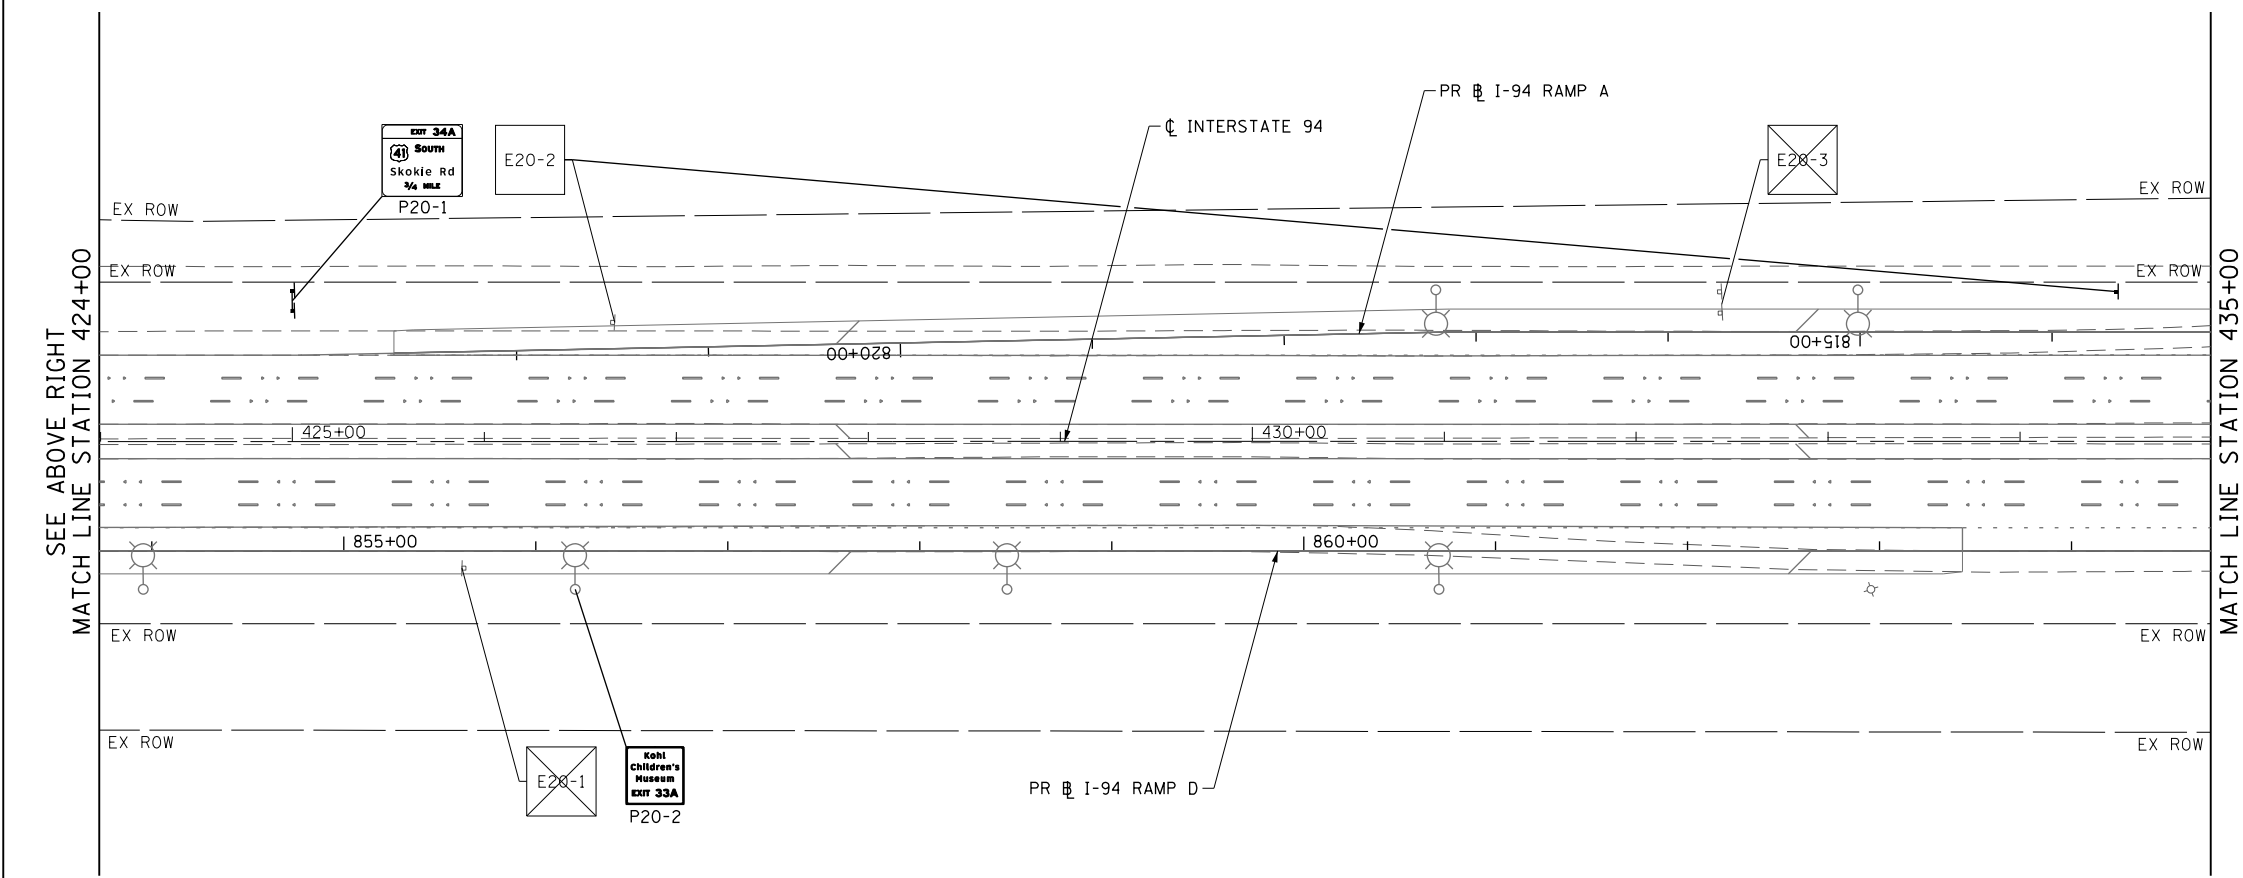 PR ⅊ I-94 RAMP A
℄ INTERSTATE 94
EXIT 34A
41 SOUTH
Skokie Rd
3/4 MILE
P20-1
E20-2
E20-3
EX ROW
EX ROW
EX ROW
EX ROW
SEE ABOVE RIGHT
MATCH LINE STATION 424+00
MATCH LINE STATION 435+00
820+00
815+00
425+00
430+00
855+00
860+00
EX ROW
EX ROW
EX ROW
EX ROW
E20-1
Kohl
Children's
Museum
EXIT 33A
P20-2
PR ⅊ I-94 RAMP D